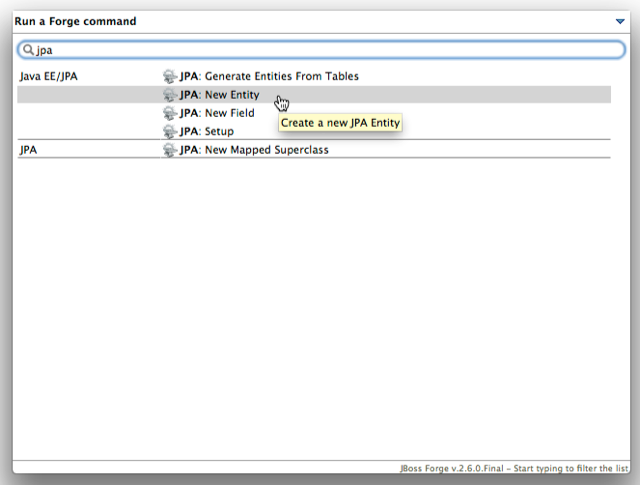 Run a Forge command
jpa
Java EE/JPA JPA: Generate Entities From Tables
JPA: New Entity
JPA: New Field
Create a new JPA Entity
JPA: Setup
JPA JPA: New Mapped Superclass
JBoss Forge v.2.6.0.Final – Start typing to filter the list